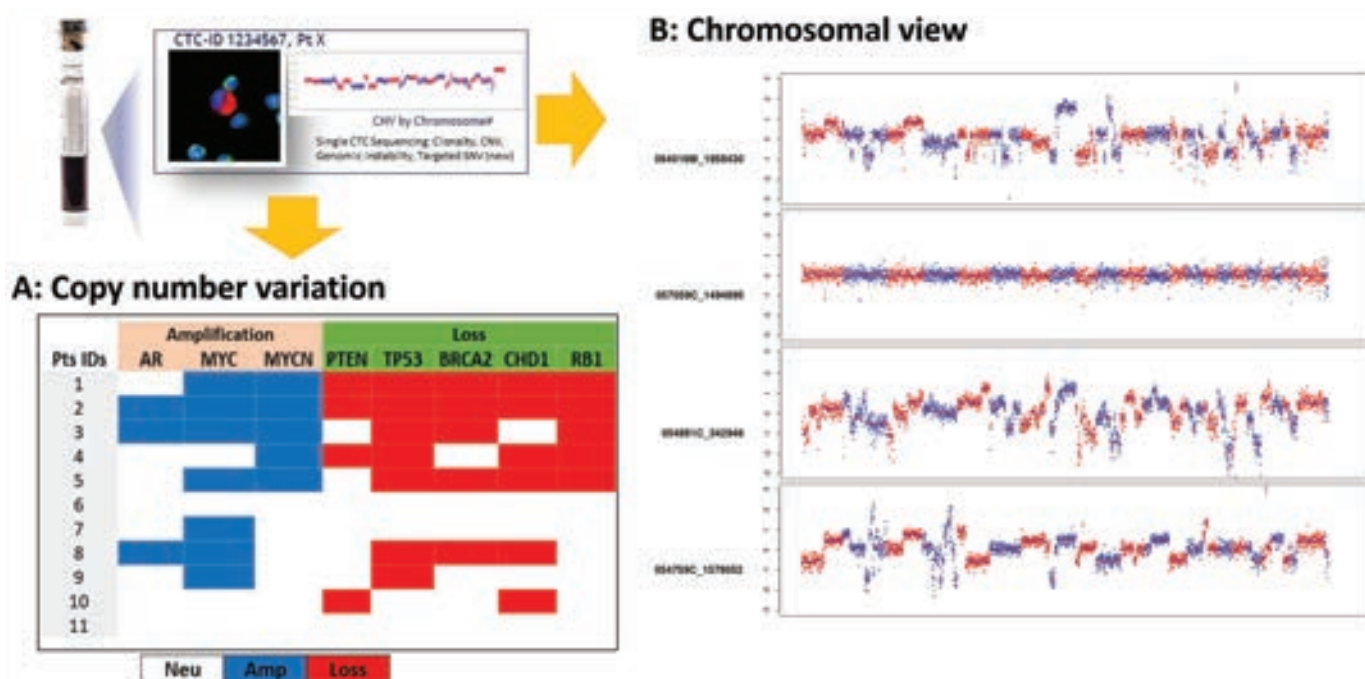 CTC-ID 1234567, Pt X
CNV by Chromosome#
Single CTC Sequencing: Clonality, CNV,
Genomic Instability, Targeted SNV (new)
A: Copy number variation
Amplification Loss
Pts IDs AR MYC MYCN PTEN TP53 BRCA2 CHD1 RB1
1
2
3
4
5
6
7
8
9
10
11
Neu Amp Loss
B: Chromosomal view